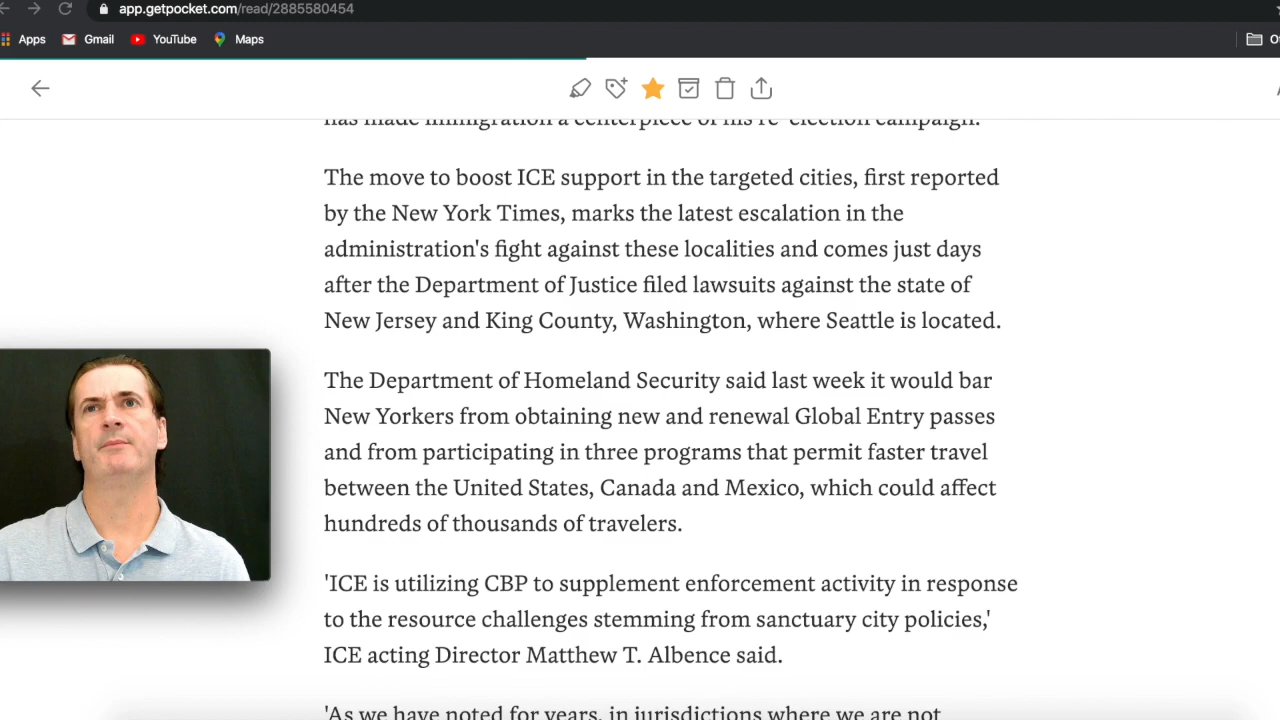 app.getpocket.com/read/2885580454
Apps Gmail YouTube Maps
has made immigration a centerpiece of his re-election campaign.
The move to boost ICE support in the targeted cities, first reported
by the New York Times, marks the latest escalation in the
administration's fight against these localities and comes just days
after the Department of Justice filed lawsuits against the state of
New Jersey and King County, Washington, where Seattle is located.
The Department of Homeland Security said last week it would bar
New Yorkers from obtaining new and renewal Global Entry passes
and from participating in three programs that permit faster travel
between the United States, Canada and Mexico, which could affect
hundreds of thousands of travelers.
'ICE is utilizing CBP to supplement enforcement activity in response
to the resource challenges stemming from sanctuary city policies,'
ICE acting Director Matthew T. Albence said.
'As we have noted for years, in jurisdictions where we are not